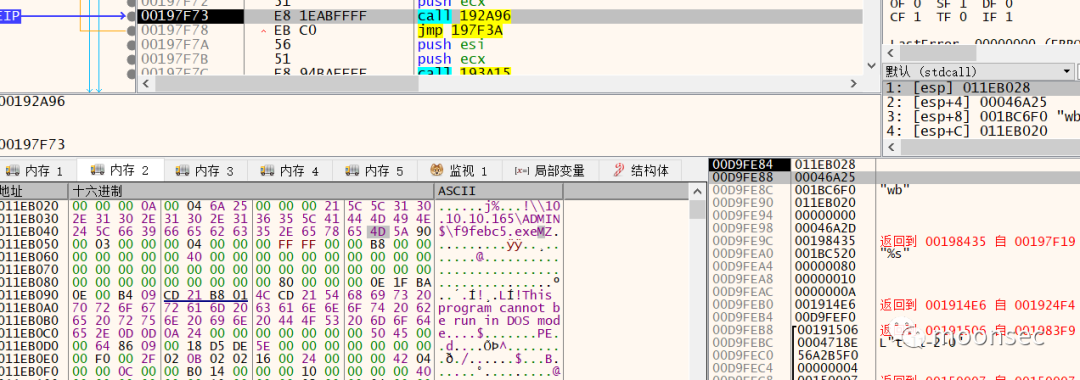 51 push ecx
EIP 00197F73 E8 1EABFFFF call 192A96
00197F78 EB C0 jmp 197F3A
00197F7A 56 push esi
00197F7B 51 push ecx
00197F7C E8 94BAFFFF call 193A15
OF 0 SF 1 DF 0
CF 1 TF 0 IF 1
LastError 00000000
默认 (stdcall)
1: [esp] 011EB028
2: [esp+4] 00046A25
3: [esp+8] 001BC6F0 "wb
4: [esp+C] 011EB020
00192A96
00197F73
内存 1 内存 2 内存 3 内存 4 内存 5 监视 1 [x=] 局部变量 结构体
地址 十六进制 ASCII
011EB020 00 00 00 0A 00 04 6A 25 00 00 00 21 5C 5C 31 30 ......j%...!\\10
011EB030 2E 31 30 2E 31 30 2E 31 36 35 5C 41 44 4D 49 4E .10.10.165\ADMIN
011EB040 24 5C 66 39 66 65 62 63 35 2E 65 78 65 4D 5A 90 $\f9febc5.exeMZ.
011EB050 00 03 00 00 00 04 00 00 00 FF FF 00 00 B8 00 00 .........ÿÿ..¸..
011EB060 00 00 00 00 00 40 00 00 00 00 00 00 00 00 00 00 .....@..........
011EB070 00 00 00 00 00 00 00 00 00 00 00 00 00 00 00 00 ................
011EB080 00 00 00 00 00 00 00 00 00 80 00 00 00 0E 1F BA ...............º
011EB090 0E 00 B4 09 CD 21 B8 01 4C CD 21 54 68 69 73 20 ..´.Í!¸.LÍ!This
011EB0A0 70 72 6F 67 72 61 6D 20 63 61 6E 6E 6F 74 20 62 program cannot b
011EB0B0 65 20 72 75 6E 20 69 6E 20 44 4F 53 20 6D 6F 64 e run in DOS mod
011EB0C0 65 2E 0D 0D 0A 24 00 00 00 00 00 00 00 50 45 00 e....$.......PE.
011EB0D0 00 64 86 09 00 18 D5 DE 5E 00 00 00 00 00 00 00 .d....ÕÞ^.......
011EB0E0 00 F0 00 2F 02 0B 02 02 16 00 24 00 00 00 42 04 .ð./......$...B.
011EB0F0 00 00 0C 00 00 B0 14 00 00 00 10 00 00 00 00 40 .....°.........@
00D9FE84 011EB028
00D9FE88 00046A25
00D9FE8C 001BC6F0 "wb"
00D9FE90 011EB020
00D9FE94 00000000
00D9FE98 00046A2D
00D9FE9C 00198435 返回到 00198435 自 00197F19
00D9FEA0 001BC520 "%s"
00D9FEA4 00000080
00D9FEA8 00000010
00D9FEAC 0000000A
00D9FEB0 001914E6 返回到 001914E6 自 001924F4
00D9FEB4 00D9FEF0
00D9FEB8 00191506 返回到 00191506 自 001983F9
00D9FEBC 0004718E
00D9FEC0 56A2B5F0
00D9FEC4 00000004
moonsec